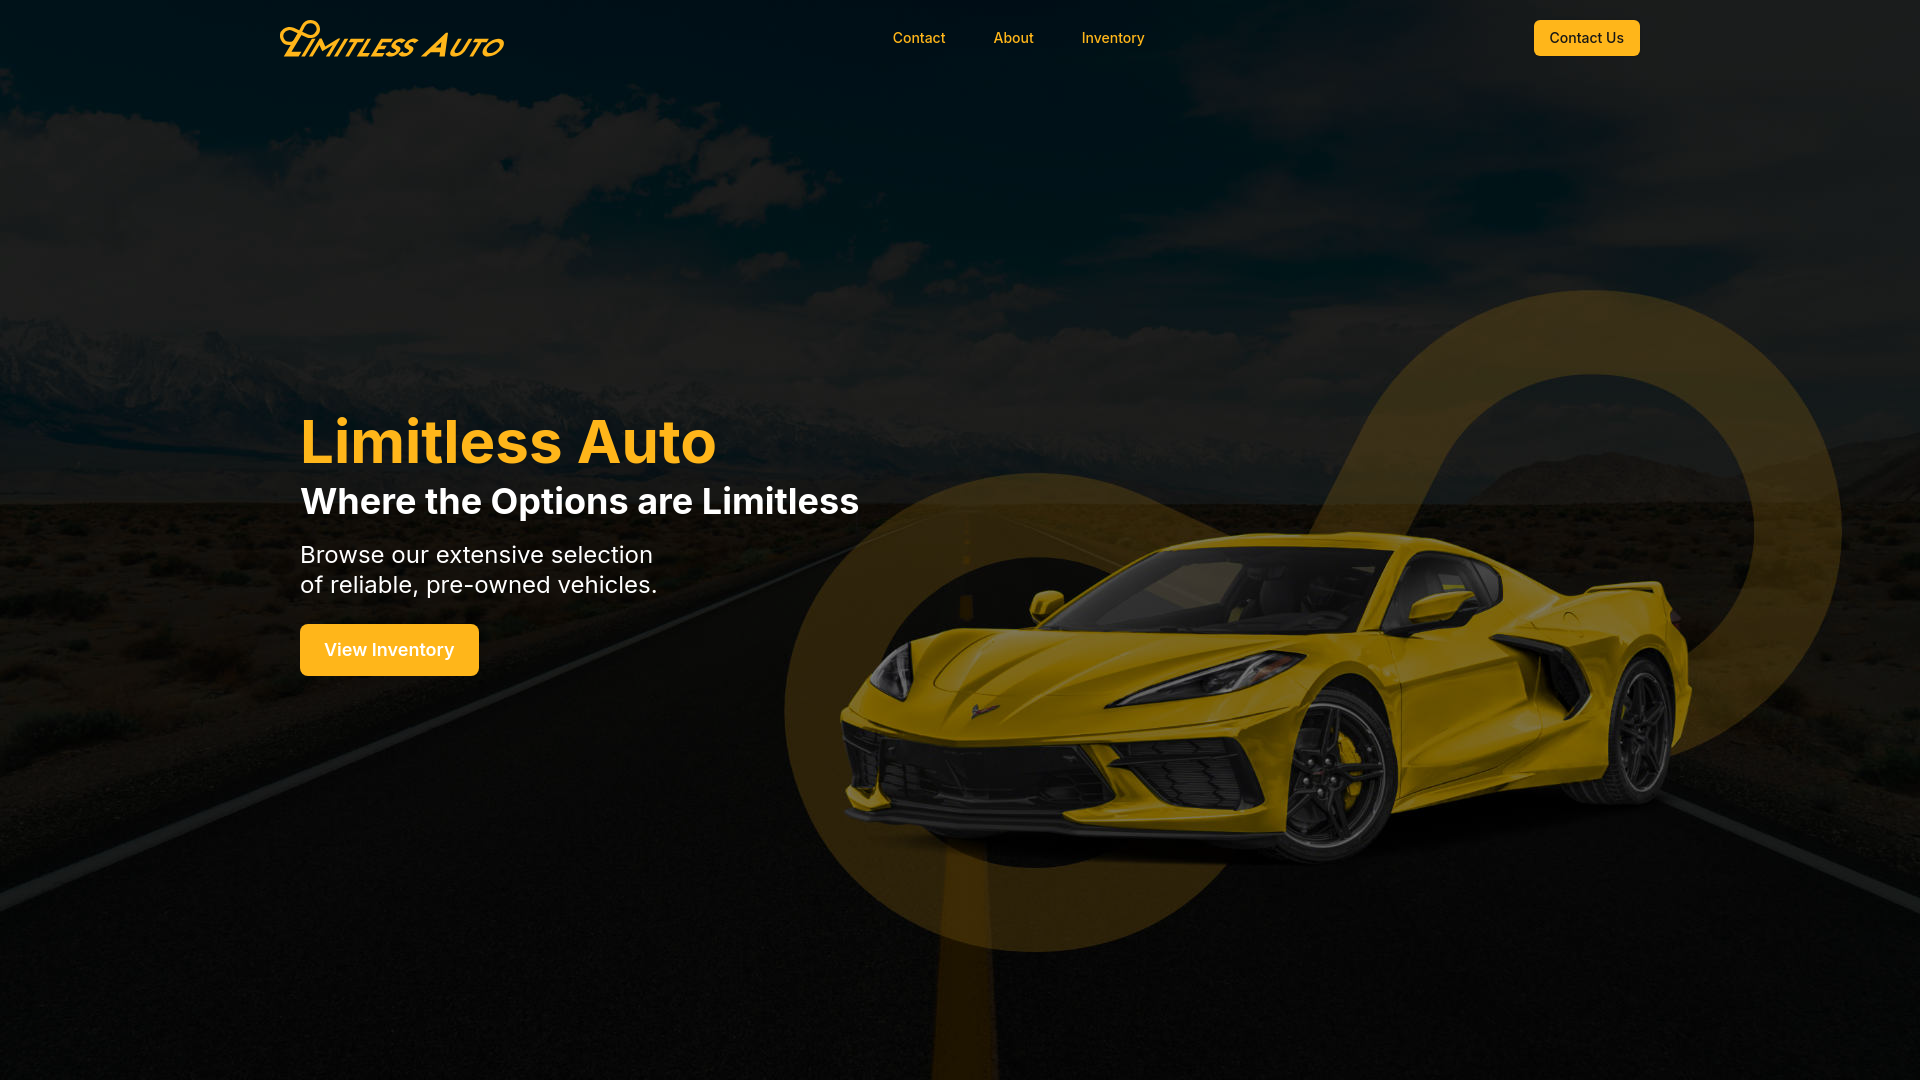 Limitless Auto
Contact
About
Inventory
Contact Us
Limitless Auto
Where the Options are Limitless
Browse our extensive selection
of reliable, pre-owned vehicles.
View Inventory